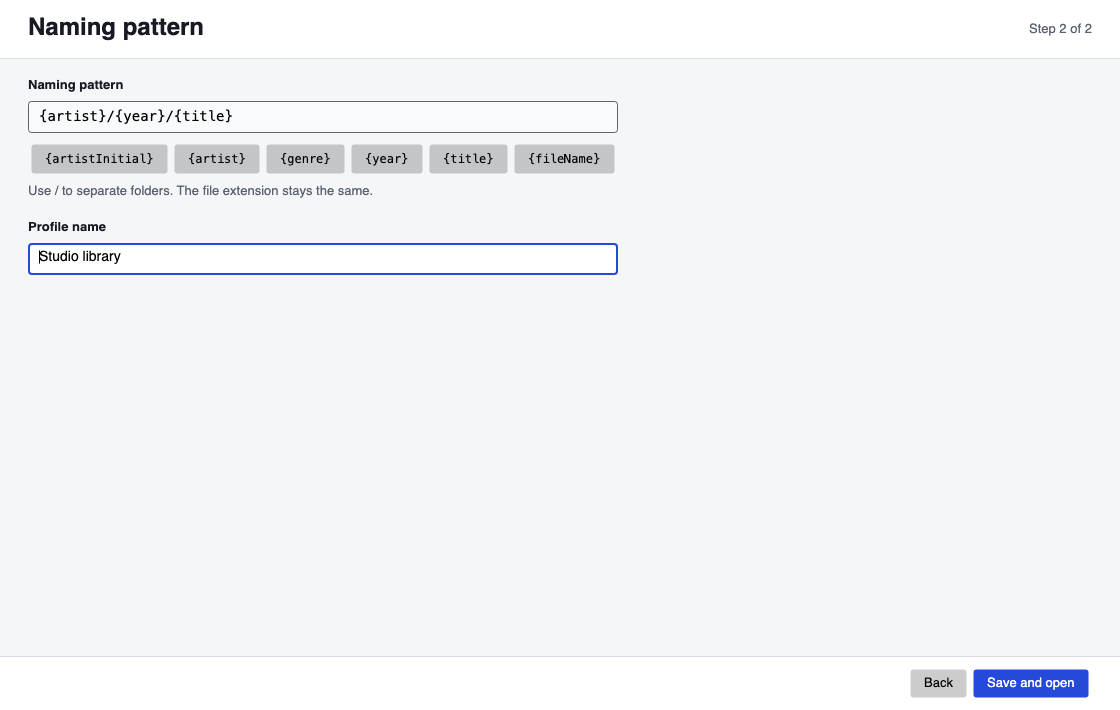 Naming pattern
Step 2 of 2
Naming pattern
{artist}/{year}/{title}
{artistInitial} {artist} {genre} {year} {title} {fileName}
Use / to separate folders. The file extension stays the same.
Profile name
Studio library
Back Save and open